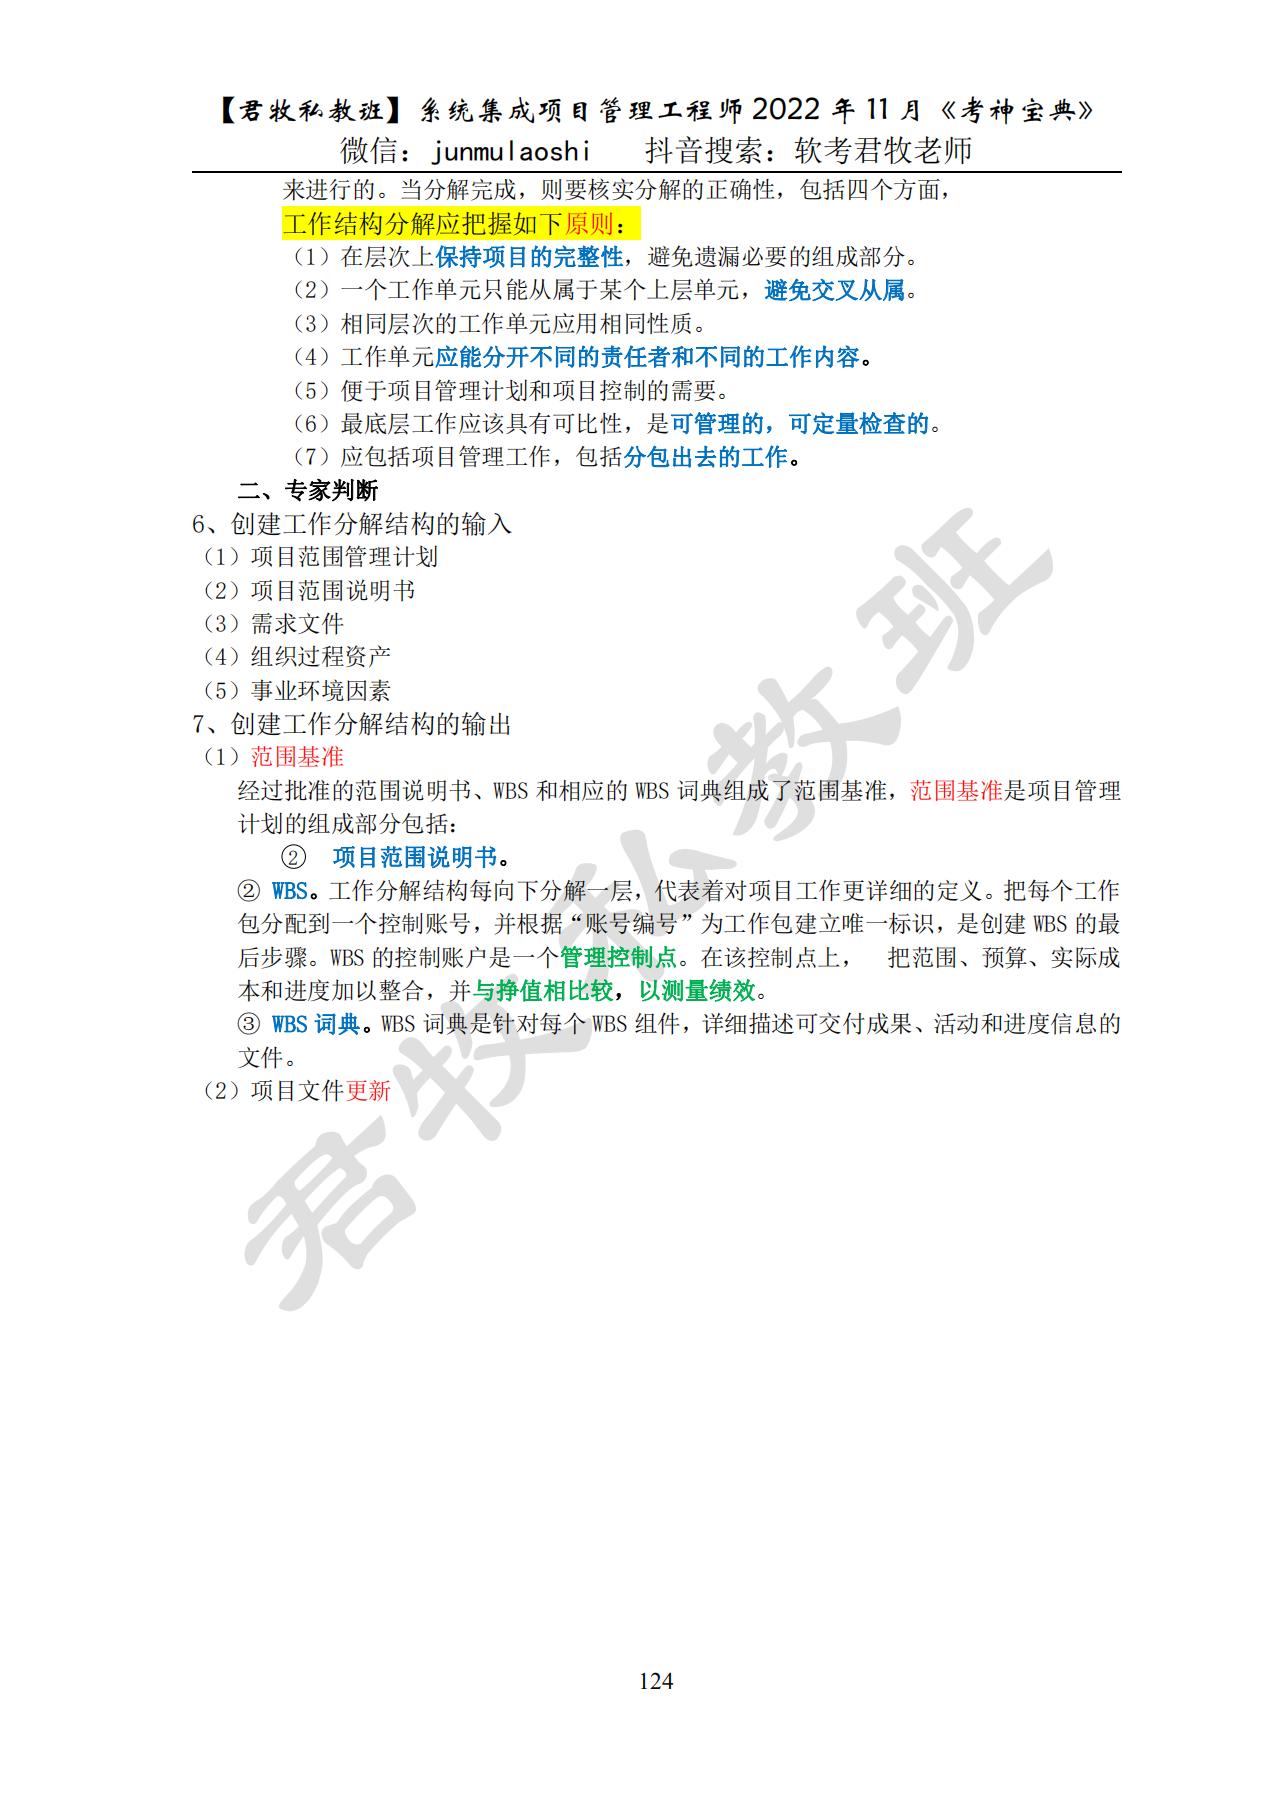 【君牧私教班】系统集成项目管理工程师 2022 年 11 月《考神宝典》
微信：junmulaoshi 抖音搜索：软考君牧老师
来进行的。当分解完成，则要核实分解的正确性，包括四个方面，
工作结构分解应把握如下原则：
（1）在层次上保持项目的完整性，避免遗漏必要的组成部分。
（2）一个工作单元只能从属于某个上层单元，避免交叉从属。
（3）相同层次的工作单元应用相同性质。
（4）工作单元应能分开不同的责任者和不同的工作内容。
（5）便于项目管理计划和项目控制的需要。
（6）最底层工作应该具有可比性，是可管理的，可定量检查的。
（7）应包括项目管理工作，包括分包出去的工作。
二、专家判断
6、创建工作分解结构的输入
（1）项目范围管理计划
（2）项目范围说明书
（3）需求文件
（4）组织过程资产
（5）事业环境因素
7、创建工作分解结构的输出
（1）范围基准
经过批准的范围说明书、WBS 和相应的 WBS 词典组成了范围基准，范围基准是项目管理
计划的组成部分包括：
② 项目范围说明书。
② WBS。工作分解结构每向下分解一层，代表着对项目工作更详细的定义。把每个工作
包分配到一个控制账号，并根据“账号编号”为工作包建立唯一标识，是创建 WBS 的最
后步骤。WBS 的控制账户是一个管理控制点。在该控制点上， 把范围、预算、实际成
本和进度加以整合，并与挣值相比较，以测量绩效。
③ WBS 词典。WBS 词典是针对每个 WBS 组件，详细描述可交付成果、活动和进度信息的
文件。
（2）项目文件更新
君牧私教班
124